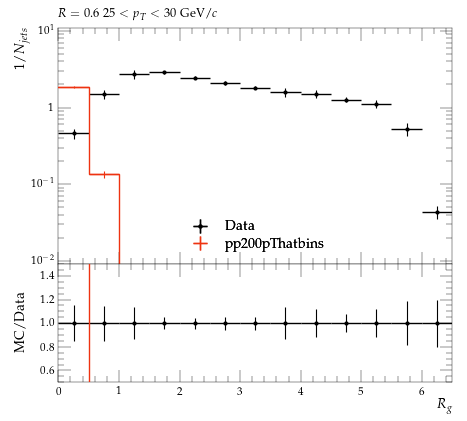 R = 0.6 25 < p_T < 30 GeV/c
1/N_jets
10^1
1
10^−1
10^−2
Data
pp200pThatbins
MC/Data
1.4
1.2
1.0
0.8
0.6
0 1 2 3 4 5 6
R_g